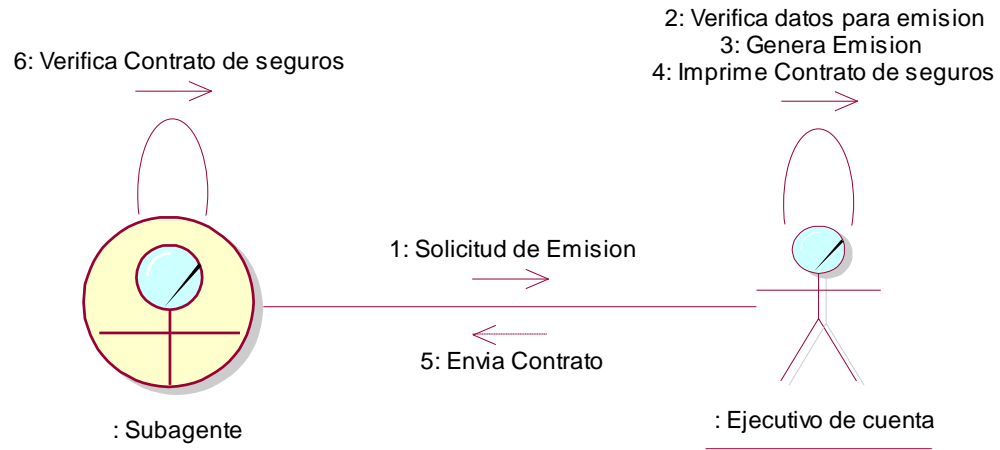 2: Verifica datos para emision
3: Genera Emision
4: Imprime Contrato de seguros
6: Verifica Contrato de seguros
1: Solicitud de Emision
5: Envia Contrato
: Subagente
: Ejecutivo de cuenta